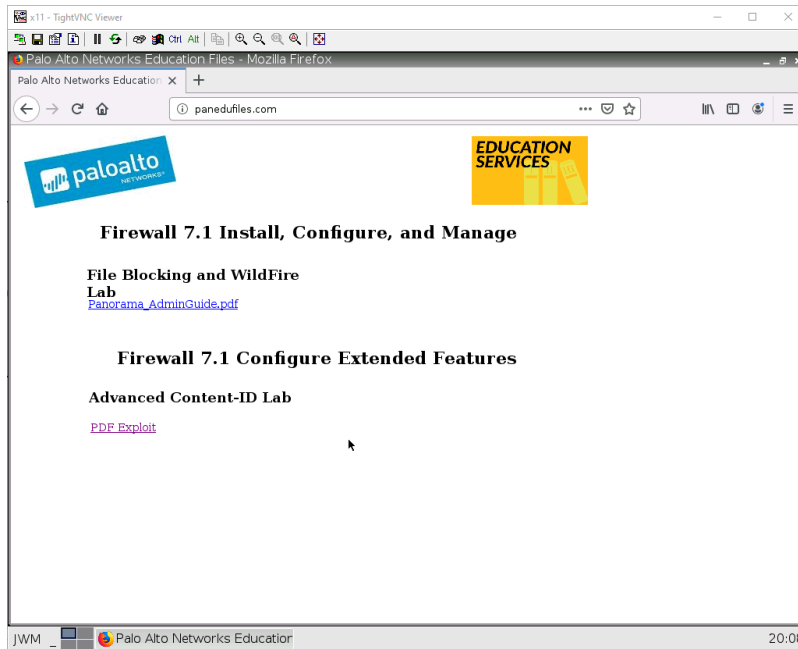 x11 - TightVNC Viewer
Ctrl Alt
Palo Alto Networks Education Files - Mozilla Firefox
Palo Alto Networks Education
panedufiles.com
paloalto
NETWORKS®
EDUCATION
SERVICES
Firewall 7.1 Install, Configure, and Manage
File Blocking and WildFire
Lab
Panorama_AdminGuide.pdf
Firewall 7.1 Configure Extended Features
Advanced Content-ID Lab
PDF Exploit
JWM
Palo Alto Networks Education
20:08